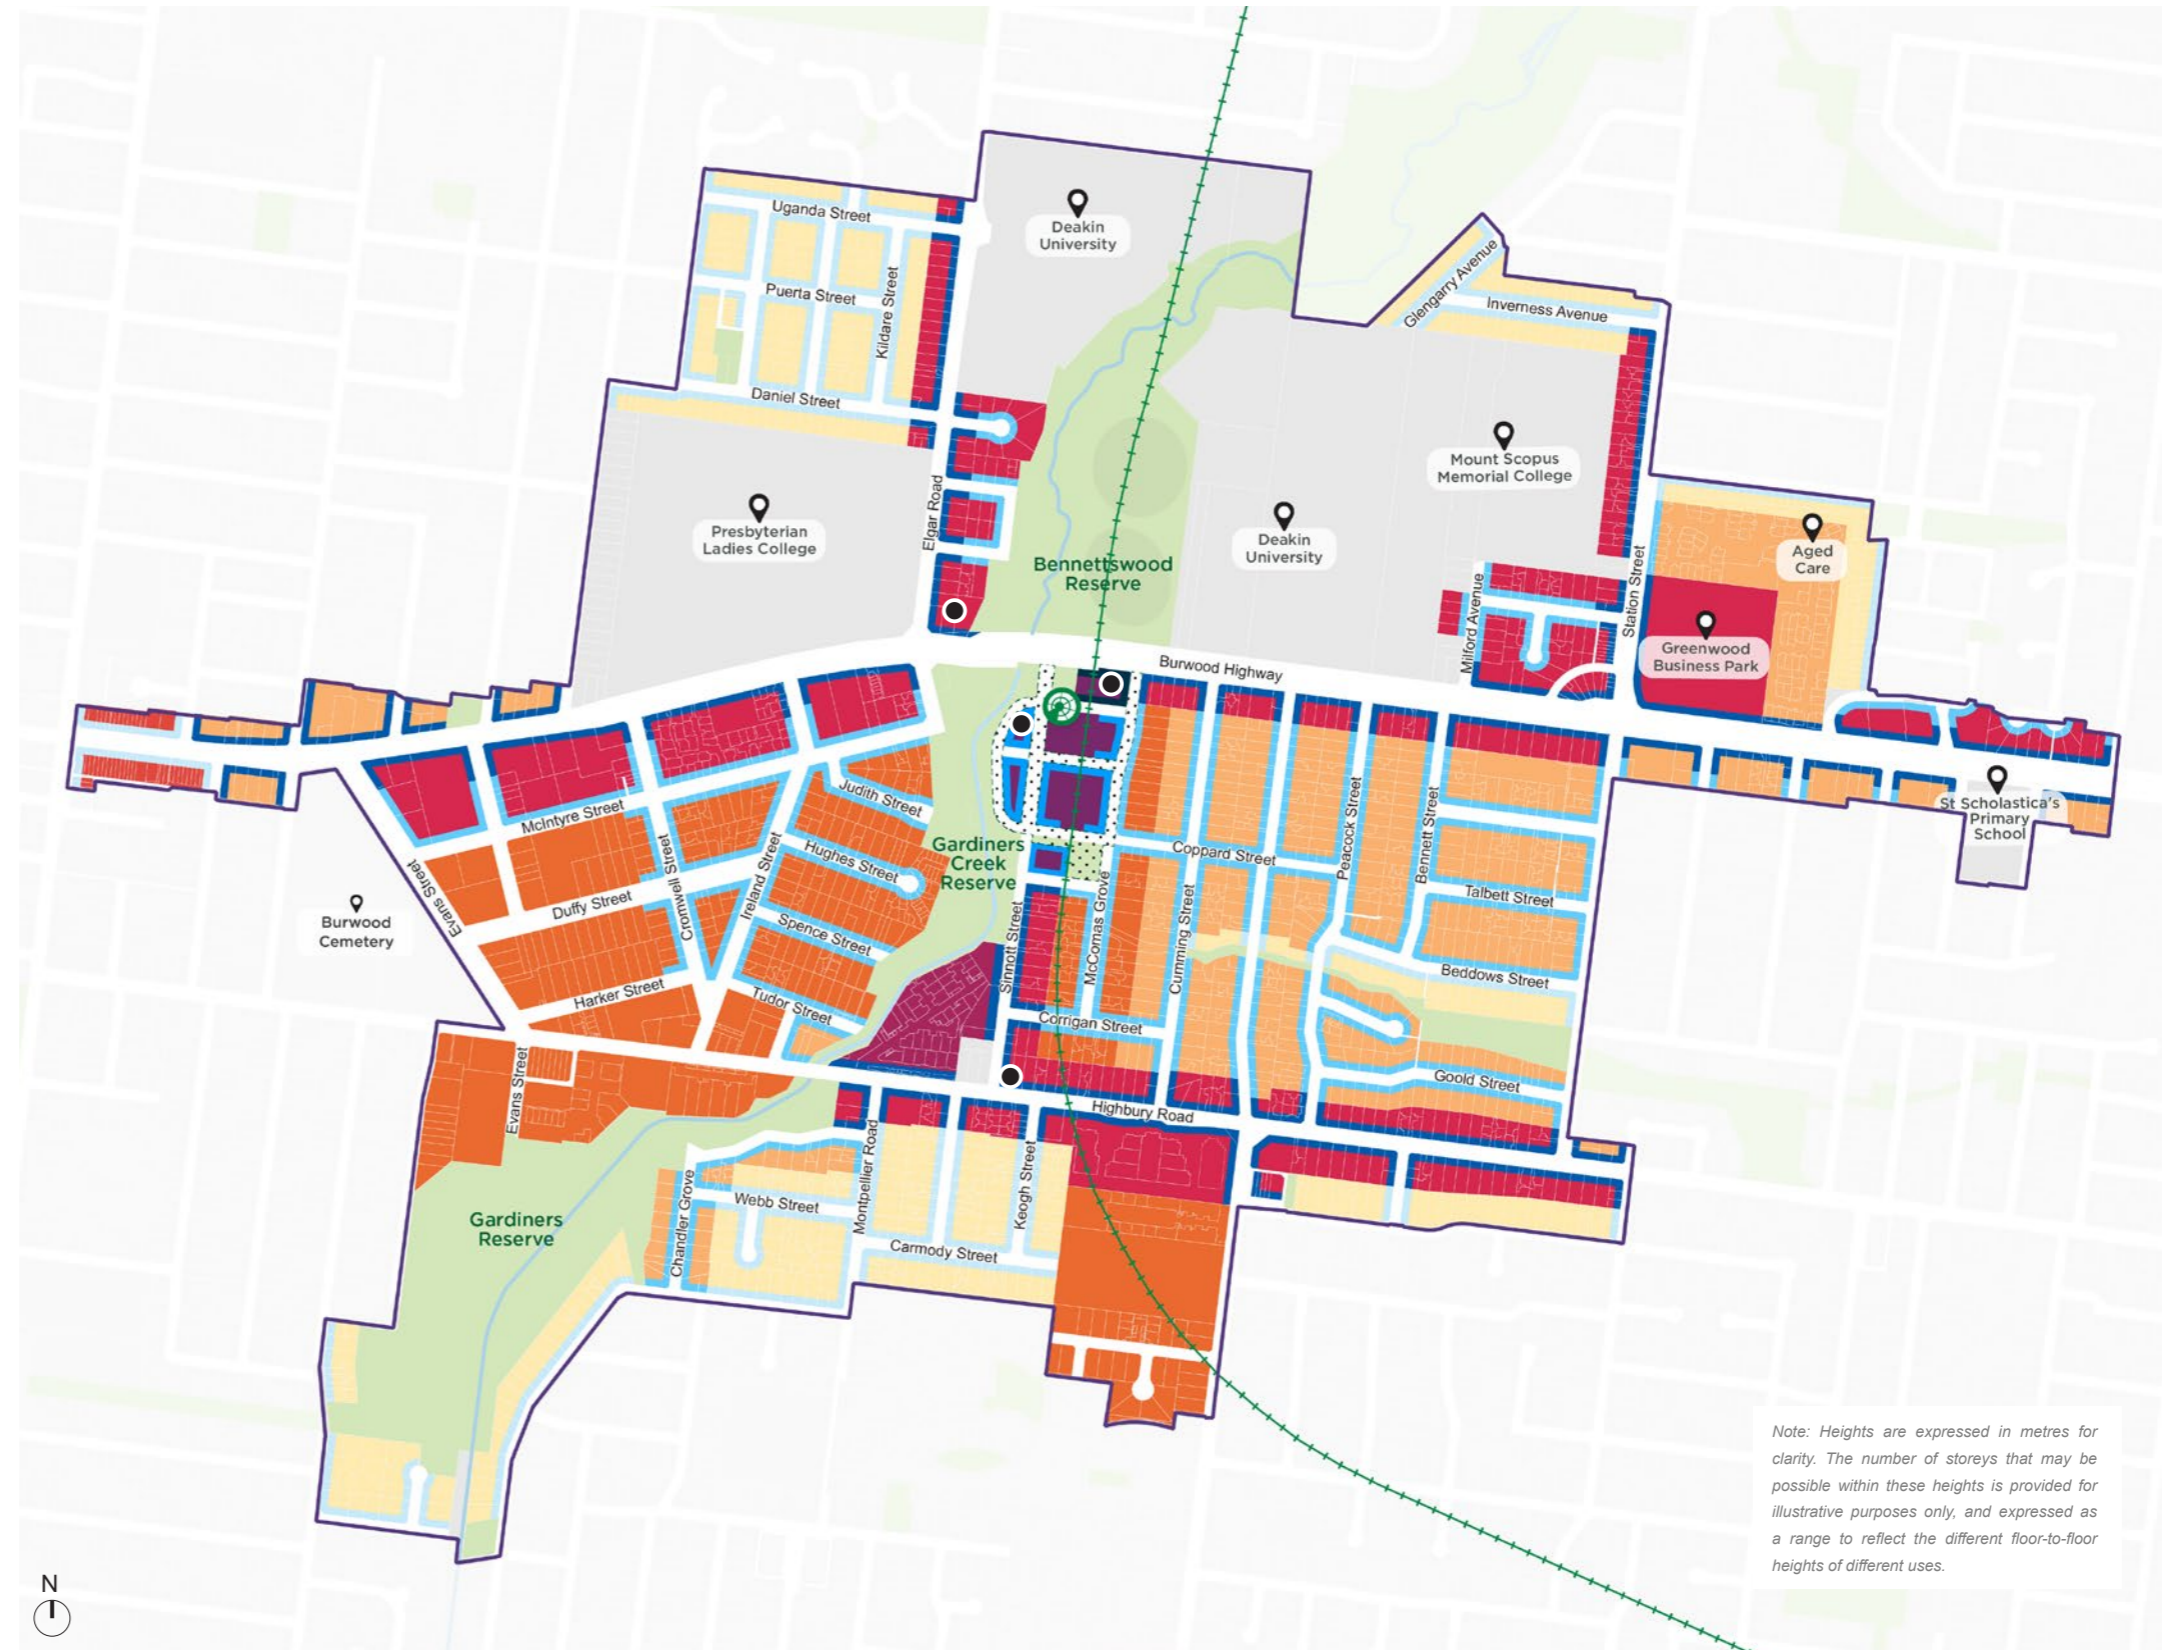 Deakin
University
Uganda Street
Puerta Street
Kildare Street
Daniel Street
Glengarry Avenue
Inverness Avenue
Mount Scopus
Memorial College
Presbyterian
Ladies College
Elgar Road
Bennettswood
Reserve
Deakin
University
Aged
Care
Milford Avenue
Station Street
Greenwood
Business Park
Burwood Highway
McIntyre Street
Judith Street
Hughes Street
Evans Street
Cromwell Street
Ireland Street
Duffy Street
Spence Street
Harker Street
Tudor Street
Burwood
Cemetery
Gardiners
Creek
Reserve
Coppard Street
Peacock Street
Bennett Street
Talbett Street
Sinnott Street
McComas Grove
Cumming Street
Beddows Street
Corrigan Street
Goold Street
St Scholastica's
Primary
School
Evans Street
Highbury Road
Montpellier Road
Keogh Street
Webb Street
Chandler Grove
Carmody Street
Gardiners
Reserve
Note: Heights are expressed in metres for
clarity. The number of storeys that may be
possible within these heights is provided for
illustrative purposes only, and expressed as
a range to reflect the different floor-to-floor
heights of different uses.
N